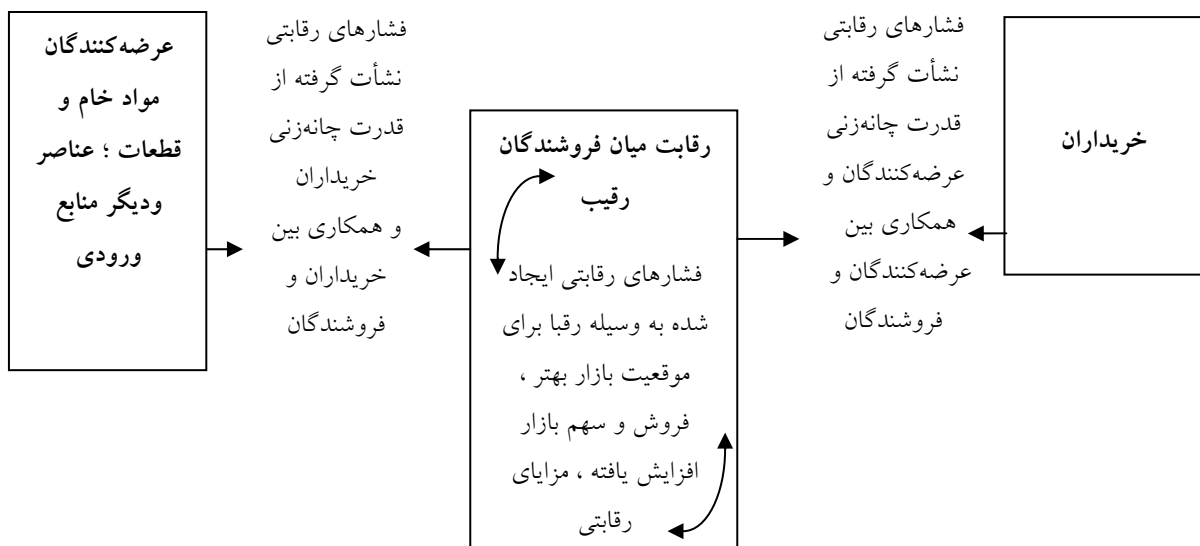 خریداران
فشارهای رقابتی
نشأت گرفته از
قدرت چانه‌زنی
عرضه‌کنندگان و
همکاری بین
عرضه‌کنندگان و
فروشندگان
رقابت میان فروشندگان
رقیب
فشارهای رقابتی ایجاد
شده به وسیله رقبا برای
موقعیت بازار بهتر ،
فروش و سهم بازار
افزایش یافته ، مزایای
رقابتی
فشارهای رقابتی
نشأت گرفته از
قدرت چانه‌زنی
خریداران
و همکاری بین
خریداران و
فروشندگان
عرضه‌کنندگان
مواد خام و
قطعات ؛ عناصر
ودیگر منابع
ورودی